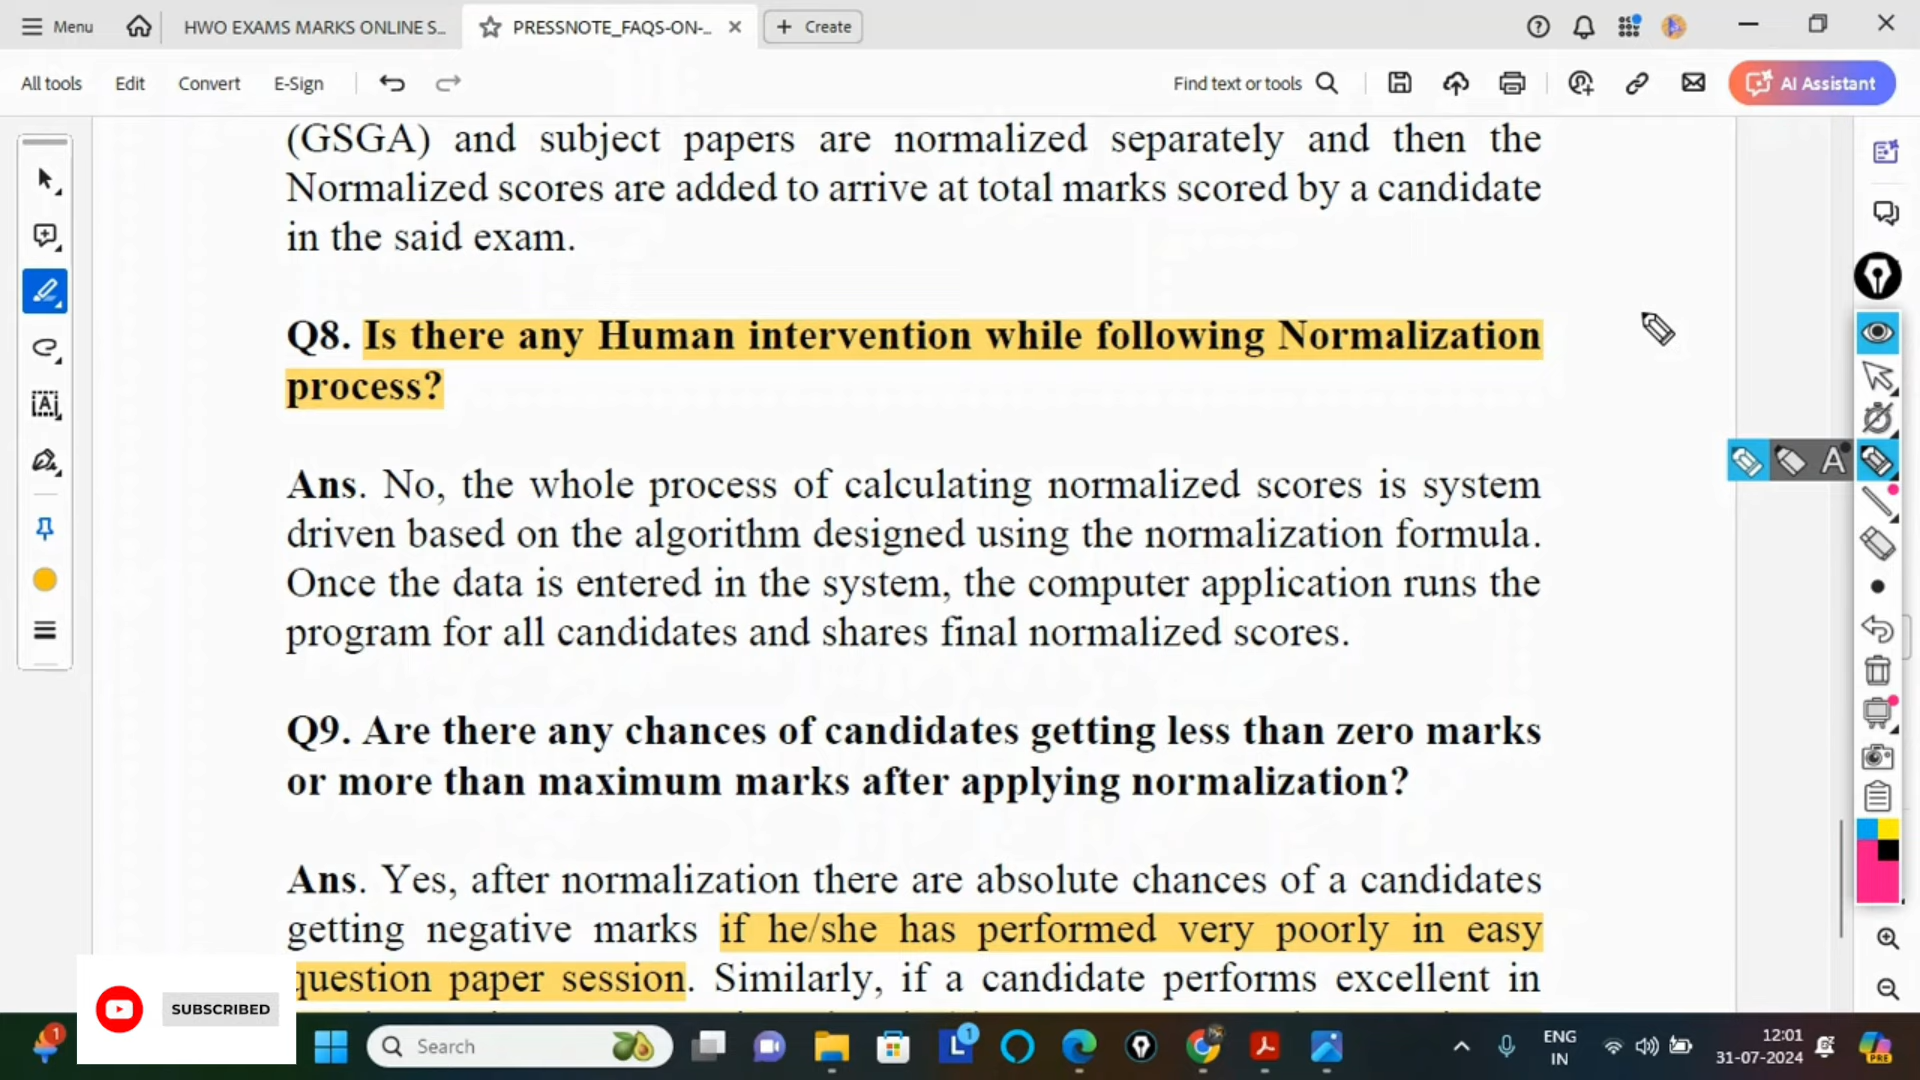 Menu
HWO EXAMS MARKS ONLINE S...
PRESSNOTE_FAQS-ON-...
Create
All tools
Edit
Convert
E-Sign
Find text or tools
AI Assistant
(GSGA) and subject papers are normalized separately and then the
Normalized scores are added to arrive at total marks scored by a candidate
in the said exam.
Q8. Is there any Human intervention while following Normalization
process?
Ans. No, the whole process of calculating normalized scores is system
driven based on the algorithm designed using the normalization formula.
Once the data is entered in the system, the computer application runs the
program for all candidates and shares final normalized scores.
Q9. Are there any chances of candidates getting less than zero marks
or more than maximum marks after applying normalization?
Ans. Yes, after normalization there are absolute chances of a candidates
getting negative marks if he/she has performed very poorly in easy
question paper session. Similarly, if a candidate performs excellent in
A
A
SUBSCRIBED
1
Search
L
1
ENG
IN
12:01
31-07-2024
PRE